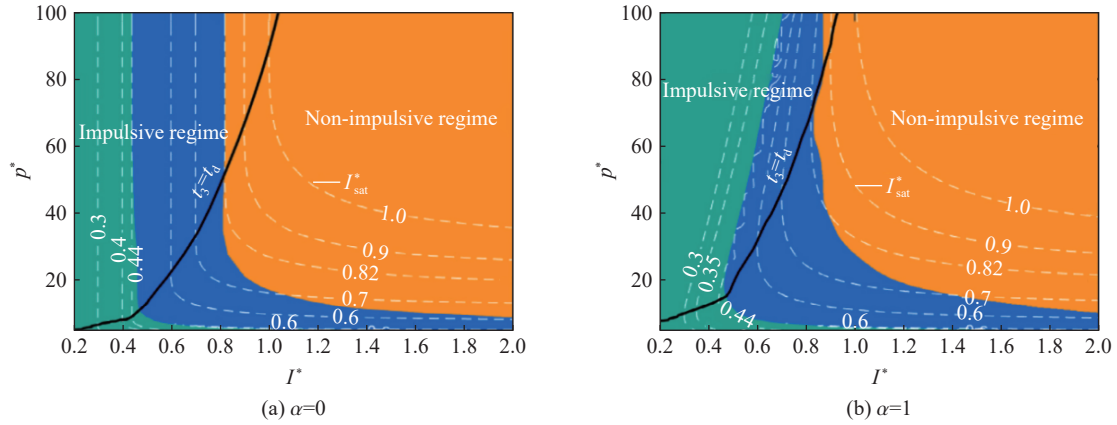 100
80
60
40
20
p*
Impulsive regime
Non-impulsive regime
t3=td
I*sat
1.0
0.9
0.82
0.7
0.6
0.6
0.3
0.4
0.44
0.2 0.4 0.6 0.8 1.0 1.2 1.4 1.6 1.8 2.0
I*
(a) α=0
100
80
60
40
20
p*
Impulsive regime
Non-impulsive regime
t3=td
I*sat
1.0
0.9
0.82
0.7
0.6
0.6
0.3
0.35
0.44
0.2 0.4 0.6 0.8 1.0 1.2 1.4 1.6 1.8 2.0
I*
(b) α=1